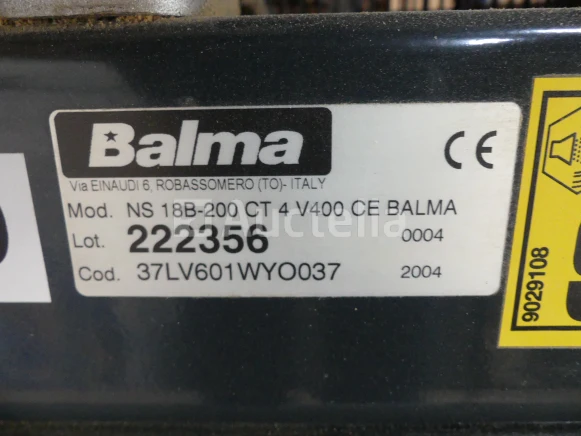 Balma
CE
Via EINAUDI 6, ROBASSOMERO (TO)- ITALY
Mod. NS 18B-200 CT 4 V400 CE BALMA
Lot. 222356 0004
Cod. 37LV601WYO037 2004
Auctelia
9029108